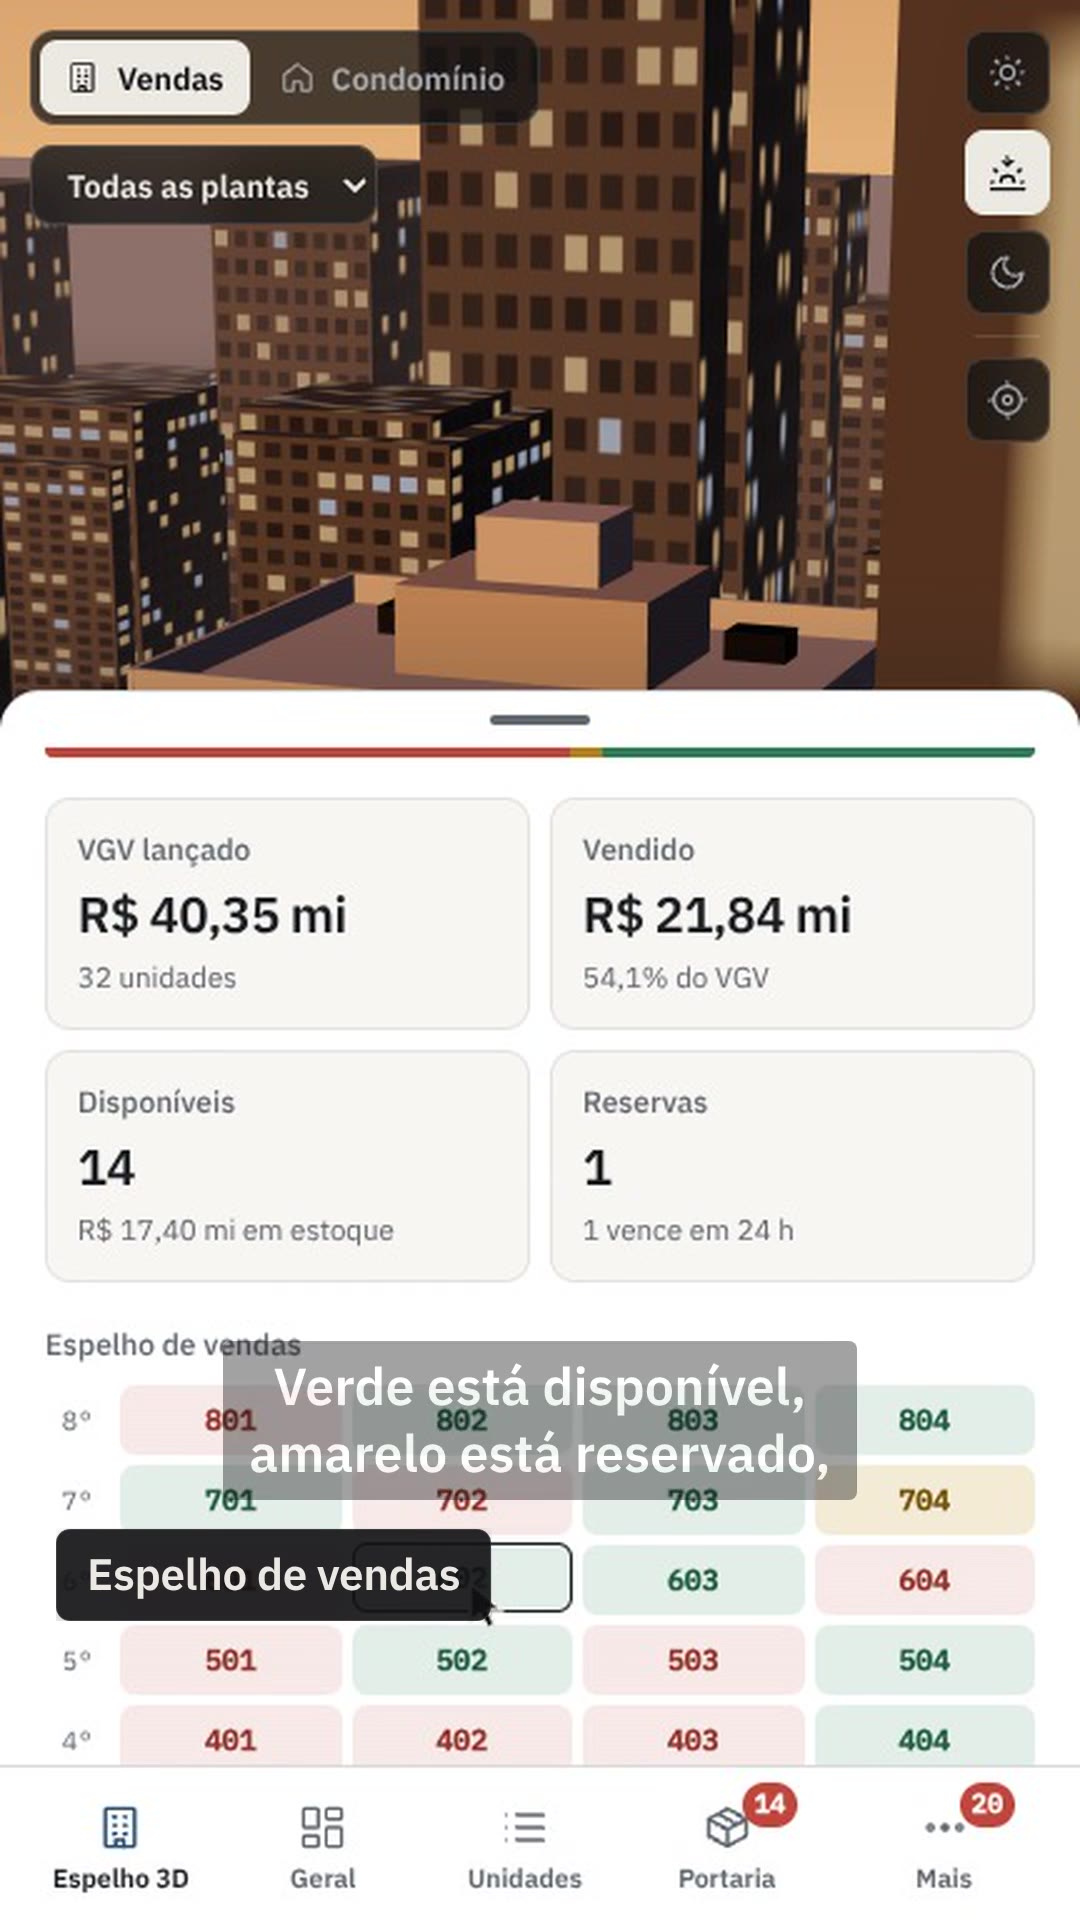 Vendas
Condomínio
Todas as plantas
VGV lançado
R$ 40,35 mi
32 unidades
Vendido
R$ 21,84 mi
54,1% do VGV
Disponíveis
14
R$ 17,40 mi em estoque
Reservas
1
1 vence em 24 h
Espelho de vendas
Verde está disponível,
amarelo está reservado,
8º 801 802 803 804
7º 701 702 703 704
Espelho de vendas
603 604
5º 501 502 503 504
4º 401 402 403 404
14
20
Espelho 3D
Geral
Unidades
Portaria
Mais